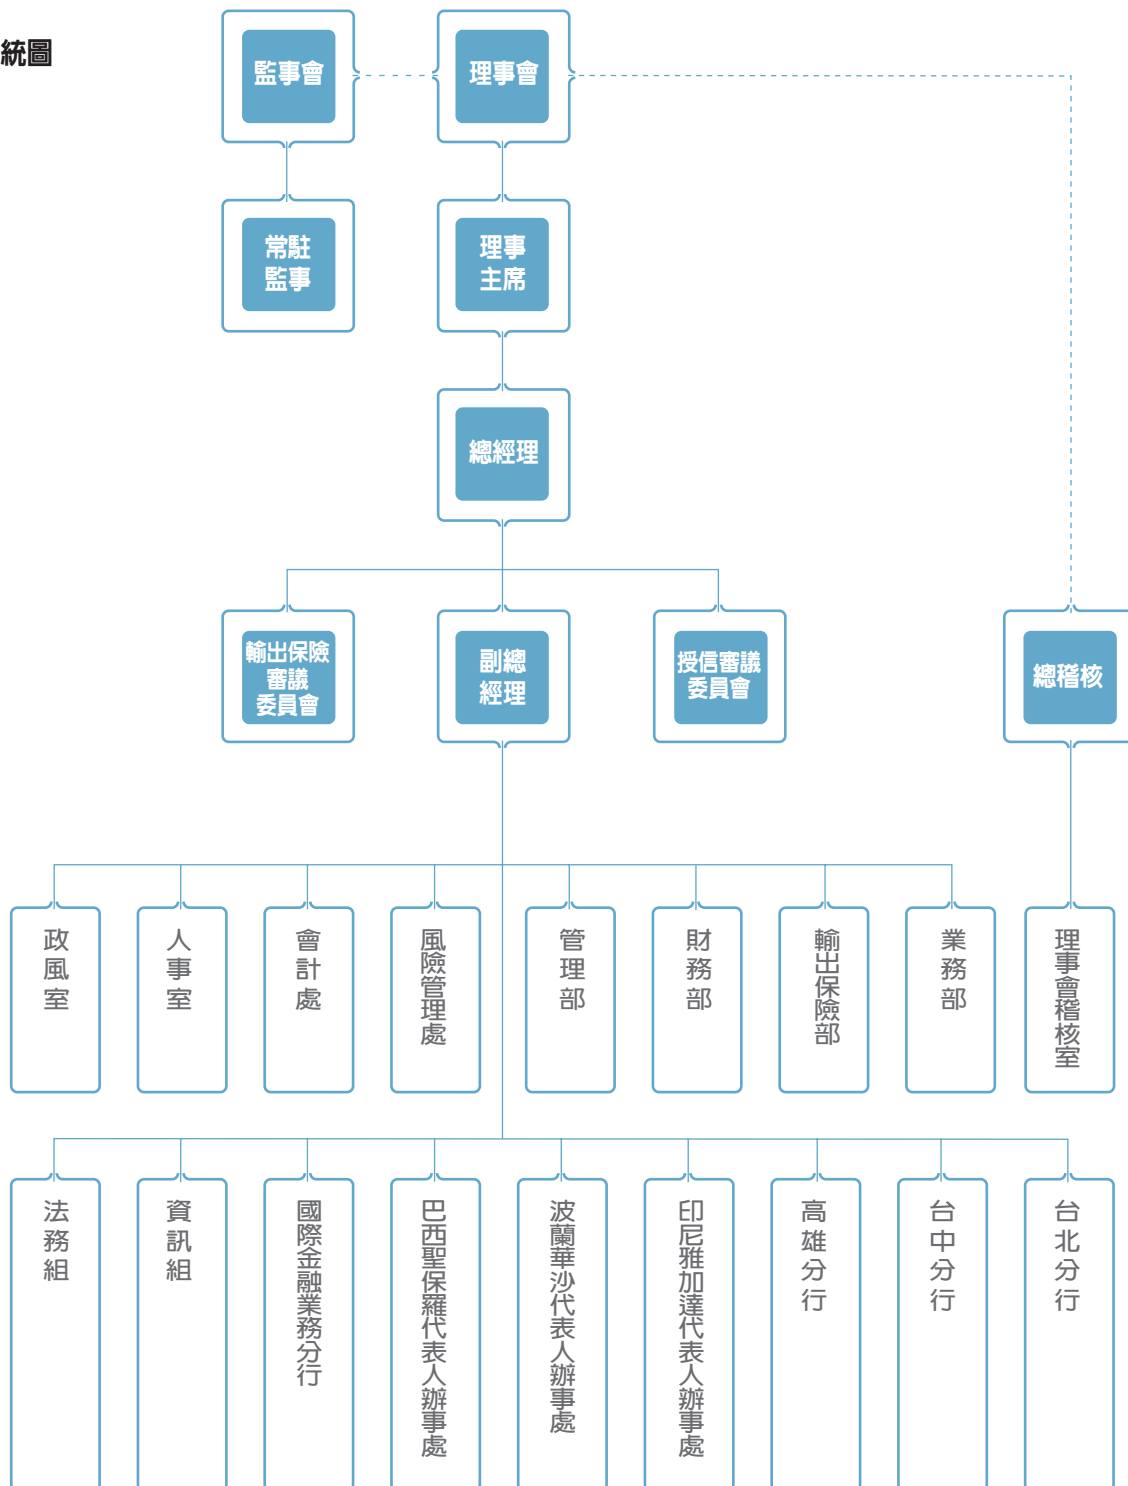 統圖
監事會
理事會
常駐
監事
理事
主席
總經理
輸出保險
審議
委員會
副總
經理
授信審議
委員會
總稽核
政風室
人事室
會計處
風險管理處
管理部
財務部
輸出保險部
業務部
理事會稽核室
法務組
資訊組
國際金融業務分行
巴西聖保羅代表人辦事處
波蘭華沙代表人辦事處
印尼雅加達代表人辦事處
高雄分行
台中分行
台北分行